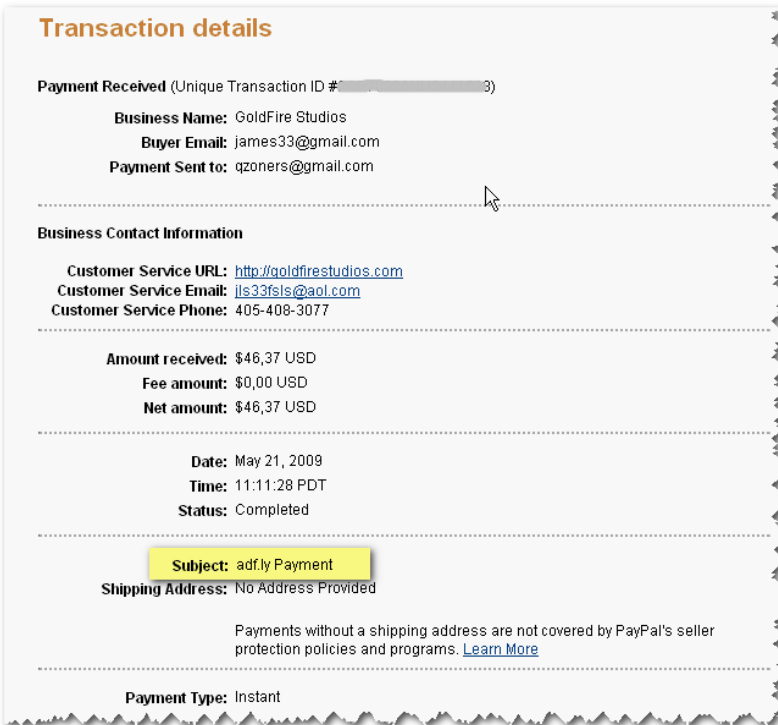 Transaction details
Payment Received (Unique Transaction ID # 3)
Business Name: GoldFire Studios
Buyer Email: james33@gmail.com
Payment Sent to: qzoners@gmail.com
Business Contact Information
Customer Service URL: http://goldfirestudios.com
Customer Service Email: jls33fsls@aol.com
Customer Service Phone: 405-408-3077
Amount received: $46,37 USD
Fee amount: $0,00 USD
Net amount: $46,37 USD
Date: May 21, 2009
Time: 11:11:28 PDT
Status: Completed
Subject: adf.ly Payment
Shipping Address: No Address Provided
Payments without a shipping address are not covered by PayPal's seller
protection policies and programs. Learn More
Payment Type: Instant